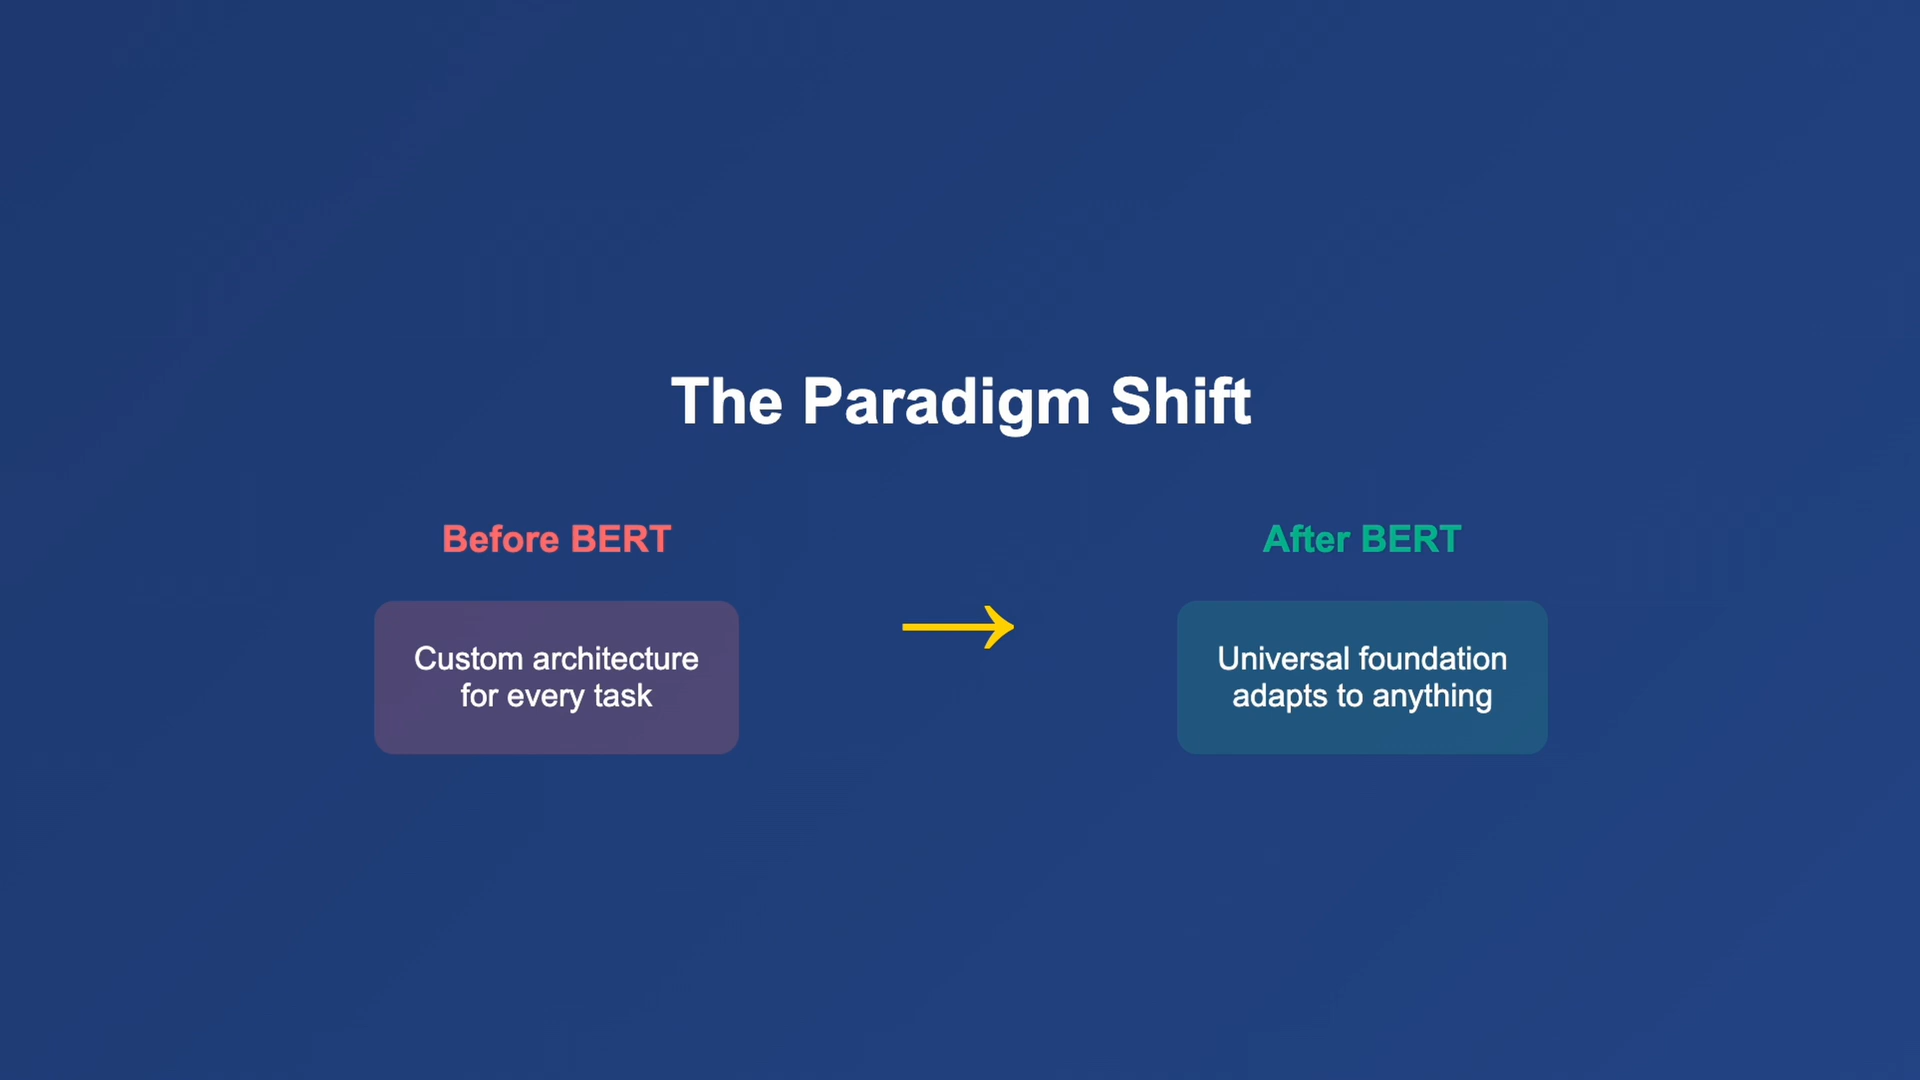 The Paradigm Shift
Before BERT
Custom architecture
for every task
After BERT
Universal foundation
adapts to anything